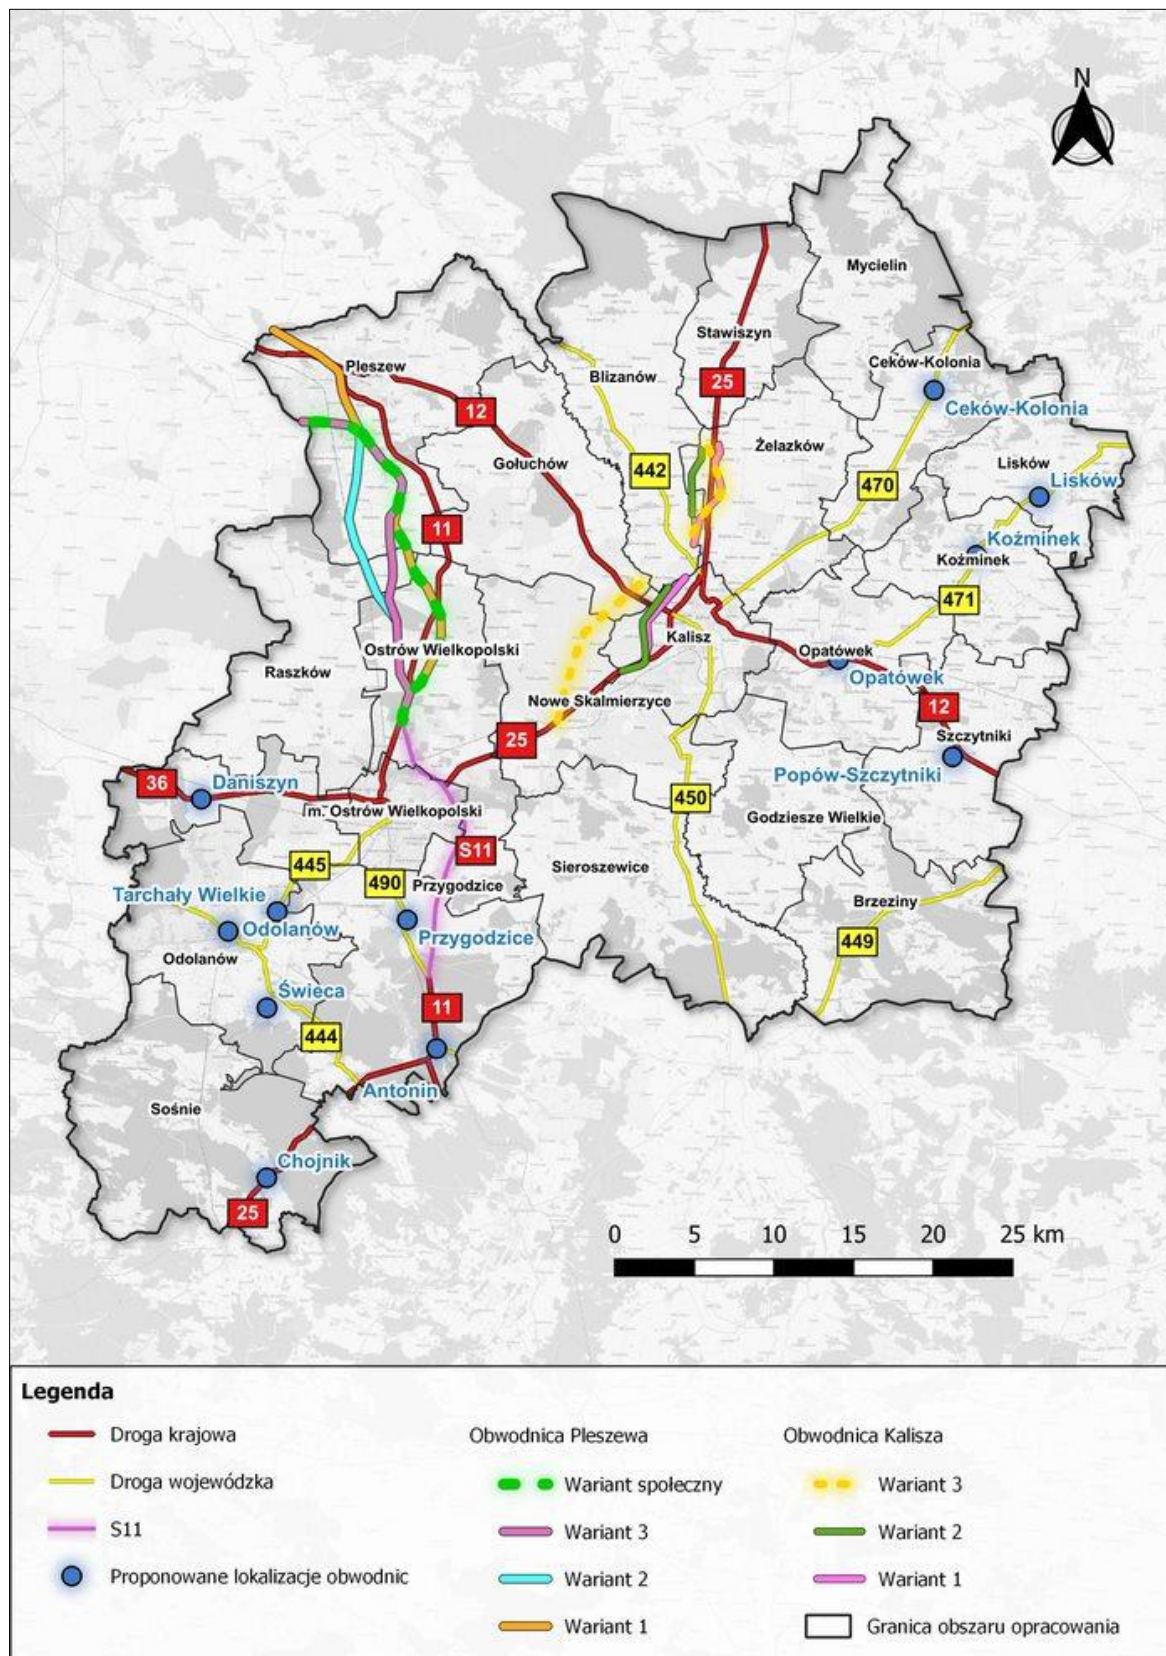 N
Mycielin
Stawiszyn
Ceków-Kolonia
Pleszew
Blizanów
25
Ceków-Kolonia
12
Żelazków
Gołuchów
442
Lisków
470
Lisków
11
Koźminek
Koźminek
471
Kalisz
Ostrów Wielkopolski
Opatówek
Raszków
Opatówek
Nowe Skalmierzyce
12
25
Szczytniki
36
Daniszyn
Popów-Szczytniki
450
m. Ostrów Wielkopolski
Godziesze Wielkie
S11
445
Sieroszewice
490
Przygodzice
Tarchały Wielkie
Brzeziny
Odolanów
Przygodzice
449
Odolanów
Świeca
11
444
Antonin
Sośnie
Chojnik
25
0 5 10 15 20 25 km
Legenda
Droga krajowa
Droga wojewódzka
S11
Proponowane lokalizacje obwodnic
Obwodnica Pleszewa
Wariant społeczny
Wariant 3
Wariant 2
Wariant 1
Obwodnica Kalisza
Wariant 3
Wariant 2
Wariant 1
Granica obszaru opracowania